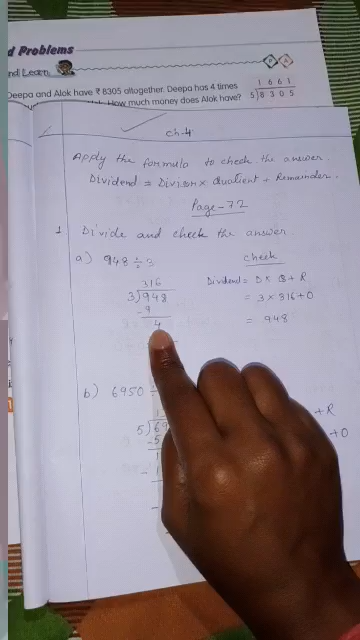 d Problems
nd Learn
Deepa and Alok have ₹ 8305 altogether. Deepa has 4 times
How much money does Alok have?
1 6 6 1
5) 8 3 0 5
Ch-4
Apply the formula to check the answer.
Dividend = Divisor × Quotient + Remainder.
Page-72
1 Divide and check the answer.
a) 948 ÷ 3
check
316
3)948
-9
4
Dividend = D × Q + R
= 3 × 316 + 0
= 948
b) 6950
5)69
-5
1
+ R
+ 0